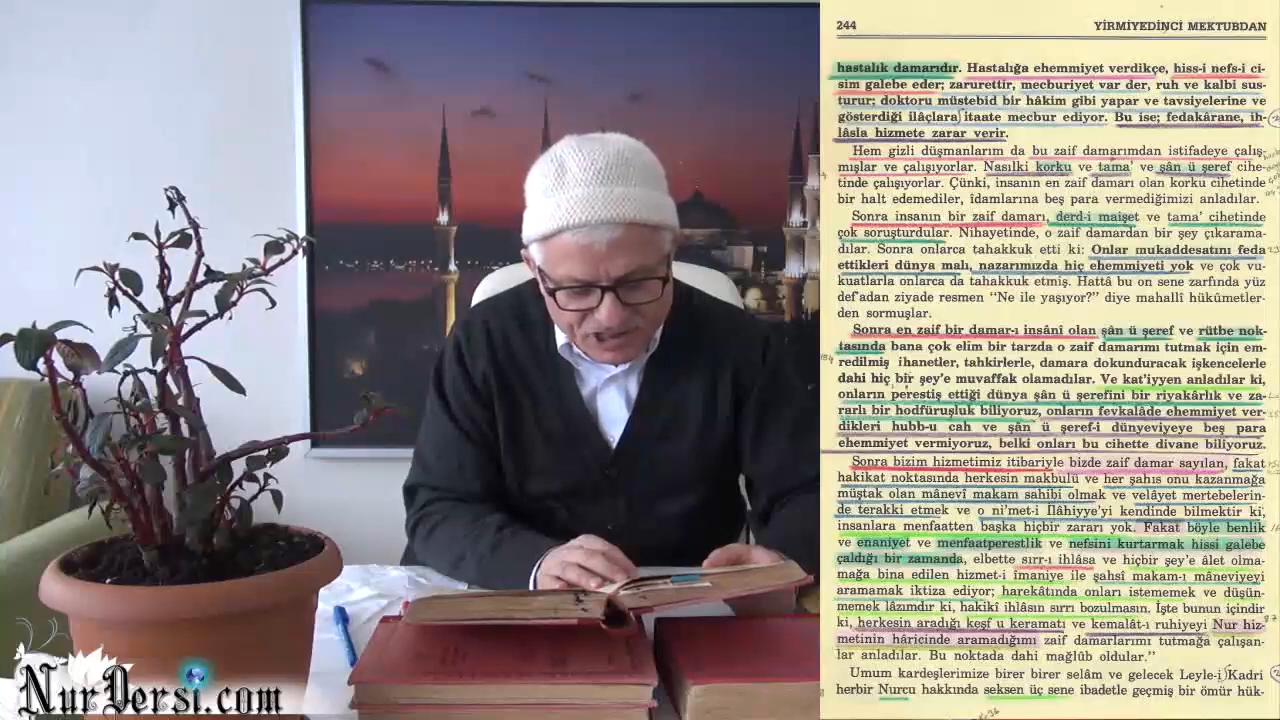 244
YİRMİYEDİNÇİ MEKTUBDAN
hastalık damarıdır. Hastalığa ehemmiyet verdikçe, hiss-i nefs-i ci-
sim galebe eder; zarurettir, mecburiyet var der, ruh ve kalbi sus-
turur; doktoru müstebid bir hâkim gibi yapar ve tavsiyelerine ve
gösterdiği ilâçlara itaate mecbur ediyor. Bu ise; fedakârane, ih-
lâsla hizmete zarar verir.
Hem gizli düşmanlarım da bu zaif damarımdan istifadeye çalış-
mışlar ve çalışıyorlar. Nasılki korku ve tama' ve şân ü şeref cihe-
tinde çalışıyorlar. Çünki, insanın en zaif damarı olan korku cihetinde
bir halt edemediler, îdamlarına beş para vermediğimizi anladılar.
Sonra insanın bir zaif damarı, derd-i maişet ve tama' cihetinde
çok soruşturdular. Nihayetinde, o zaif damardan bir şey çıkarama-
dılar. Sonra onlarca tahakkuk etti ki: Onlar mukaddesatını feda
ettikleri dünya malı, nazarımızda hiç ehemmiyeti yok ve çok vu-
kuatlarla onlarca da tahakkuk etmiş. Hattâ bu on sene zarfında yüz
def'adan ziyade resmen "Ne ile yaşıyor?" diye mahallî hükûmetler-
den sormuşlar.
Sonra en zaif bir damar-ı insânî olan şân ü şeref ve rütbe nok-
tasında bana çok elim bir tarzda o zaif damarımı tutmak için em-
redilmiş ihanetler, tahkirlerle, damara dokunduracak işkencelerle
dahi hiç bir şey'e muvaffak olamadılar. Ve kat'iyyen anladılar ki,
onların perestiş ettiği dünya şân ü şerefini bir riyakârlık ve za-
rarlı bir hodfüruşluk biliyoruz, onların fevkalâde ehemmiyet ver-
dikleri hubb-u cah ve şân ü şeref-i dünyeviyeye beş para
ehemmiyet vermiyoruz, belki onları bu cihette divane biliyoruz.
Sonra bizim hizmetimiz itibariyle bizde zaif damar sayılan, fakat
hakikat noktasında herkesin makbulü ve her şahıs onu kazanmağa
müştak olan mânevî makam sahibi olmak ve velâyet mertebelerin-
de terakki etmek ve o ni'met-i İlâhiyye'yi kendinde bilmektir ki,
insanlara menfaatten başka hiçbir zararı yok. Fakat böyle benlik
ve enaniyet ve menfaatperestlik ve nefsini kurtarmak hissi galebe
çaldığı bir zamanda, elbette sırr-ı ihlâsa ve hiçbir şey'e âlet olma-
mağa bina edilen hizmet-i imaniye ile şahsî makam-ı mâneviyeyi
aramamak iktiza ediyor; harekâtında onları istememek ve düşün-
memek lâzımdır ki, hakikî ihlâsın sırrı bozulmasın. İşte bunun içindir
ki, herkesin aradığı keşf u keramatı ve kemalât-ı ruhiyeyi Nur hiz-
metinin hâricinde aramadığımı zaif damarlarımı tutmağa çalışan-
lar anladılar. Bu noktada dahi mağlûb oldular."
Umum kardeşlerimize birer birer selâm ve gelecek Leyle-i Kadri
herbir Nurcu hakkında seksen üç sene ibadetle geçmiş bir ömür hük-
NurDersi.com